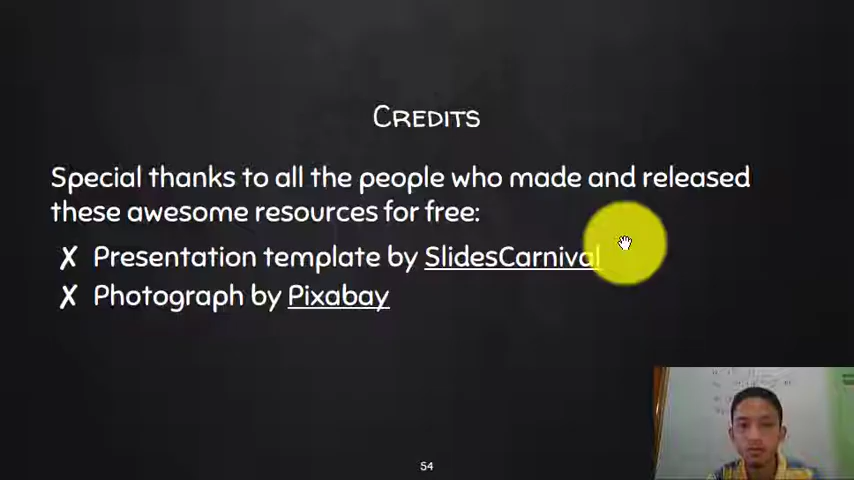 CREDITS
Special thanks to all the people who made and released
these awesome resources for free:
✗ Presentation template by SlidesCarnival
✗ Photograph by Pixabay
54